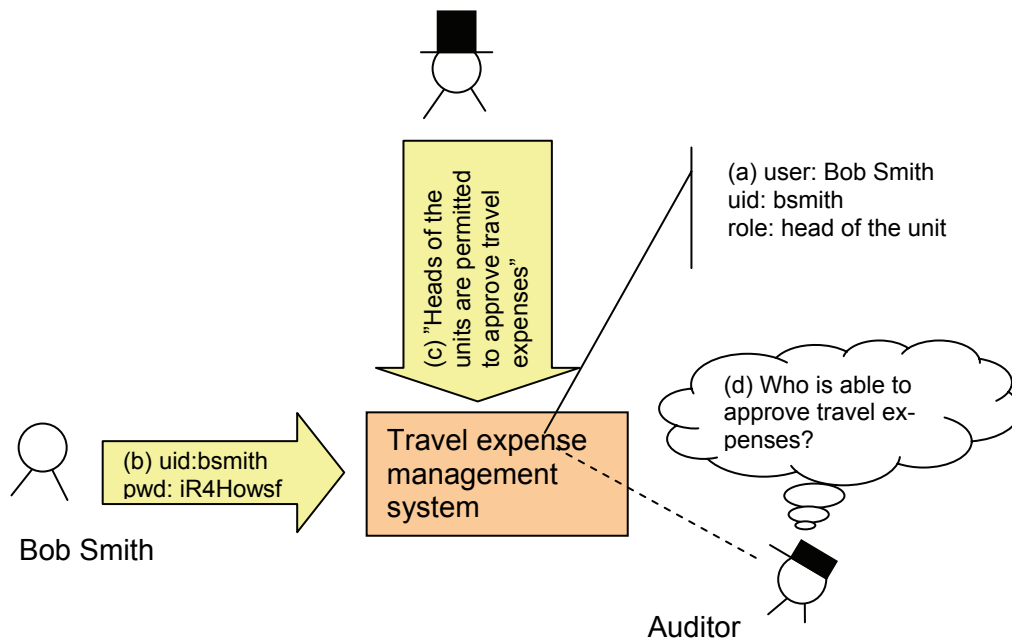 (c) ”Heads of the
units are permitted
to approve travel
expenses”
(a) user: Bob Smith
uid: bsmith
role: head of the unit
(d) Who is able to
approve travel ex-
penses?
Travel expense
management
system
(b) uid:bsmith
pwd: iR4Howsf
Bob Smith
Auditor